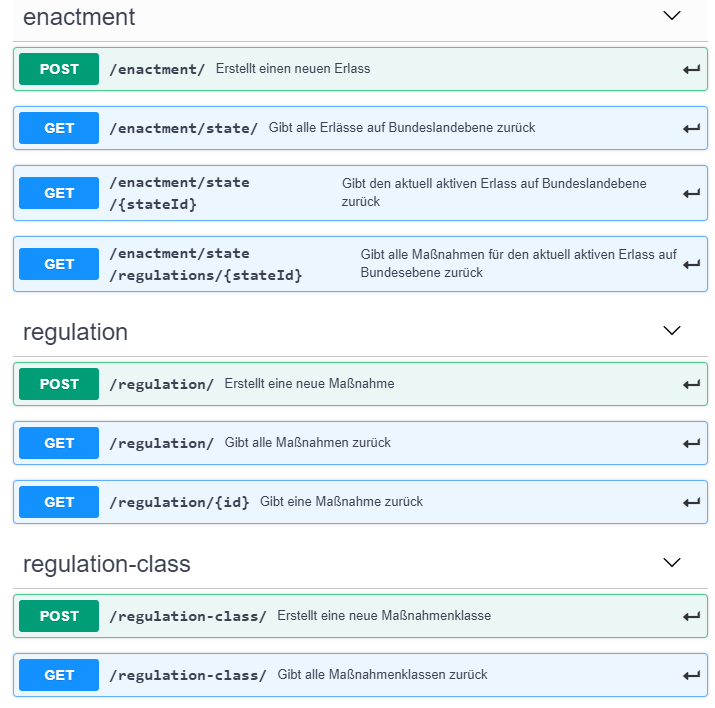 enactment
POST /enactment/ Erstellt einen neuen Erlass
GET /enactment/state/ Gibt alle Erlässe auf Bundeslandebene zurück
GET /enactment/state
/{stateId}
Gibt den aktuell aktiven Erlass auf Bundeslandebene
zurück
GET /enactment/state
/regulations/{stateId}
Gibt alle Maßnahmen für den aktuell aktiven Erlass auf
Bundesebene zurück
regulation
POST /regulation/ Erstellt eine neue Maßnahme
GET /regulation/ Gibt alle Maßnahmen zurück
GET /regulation/{id} Gibt eine Maßnahme zurück
regulation-class
POST /regulation-class/ Erstellt eine neue Maßnahmenklasse
GET /regulation-class/ Gibt alle Maßnahmenklassen zurück